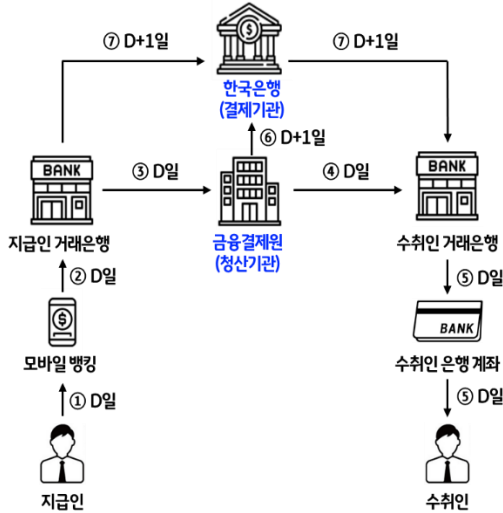 ⑦ D+1일
⑦ D+1일
한국은행
(결제기관)
⑥ D+1일
BANK
③ D일
④ D일
BANK
지급인 거래은행
금융결제원
(청산기관)
수취인 거래은행
② D일
⑤ D일
BANK
모바일 뱅킹
수취인 은행 계좌
① D일
⑤ D일
지급인
수취인